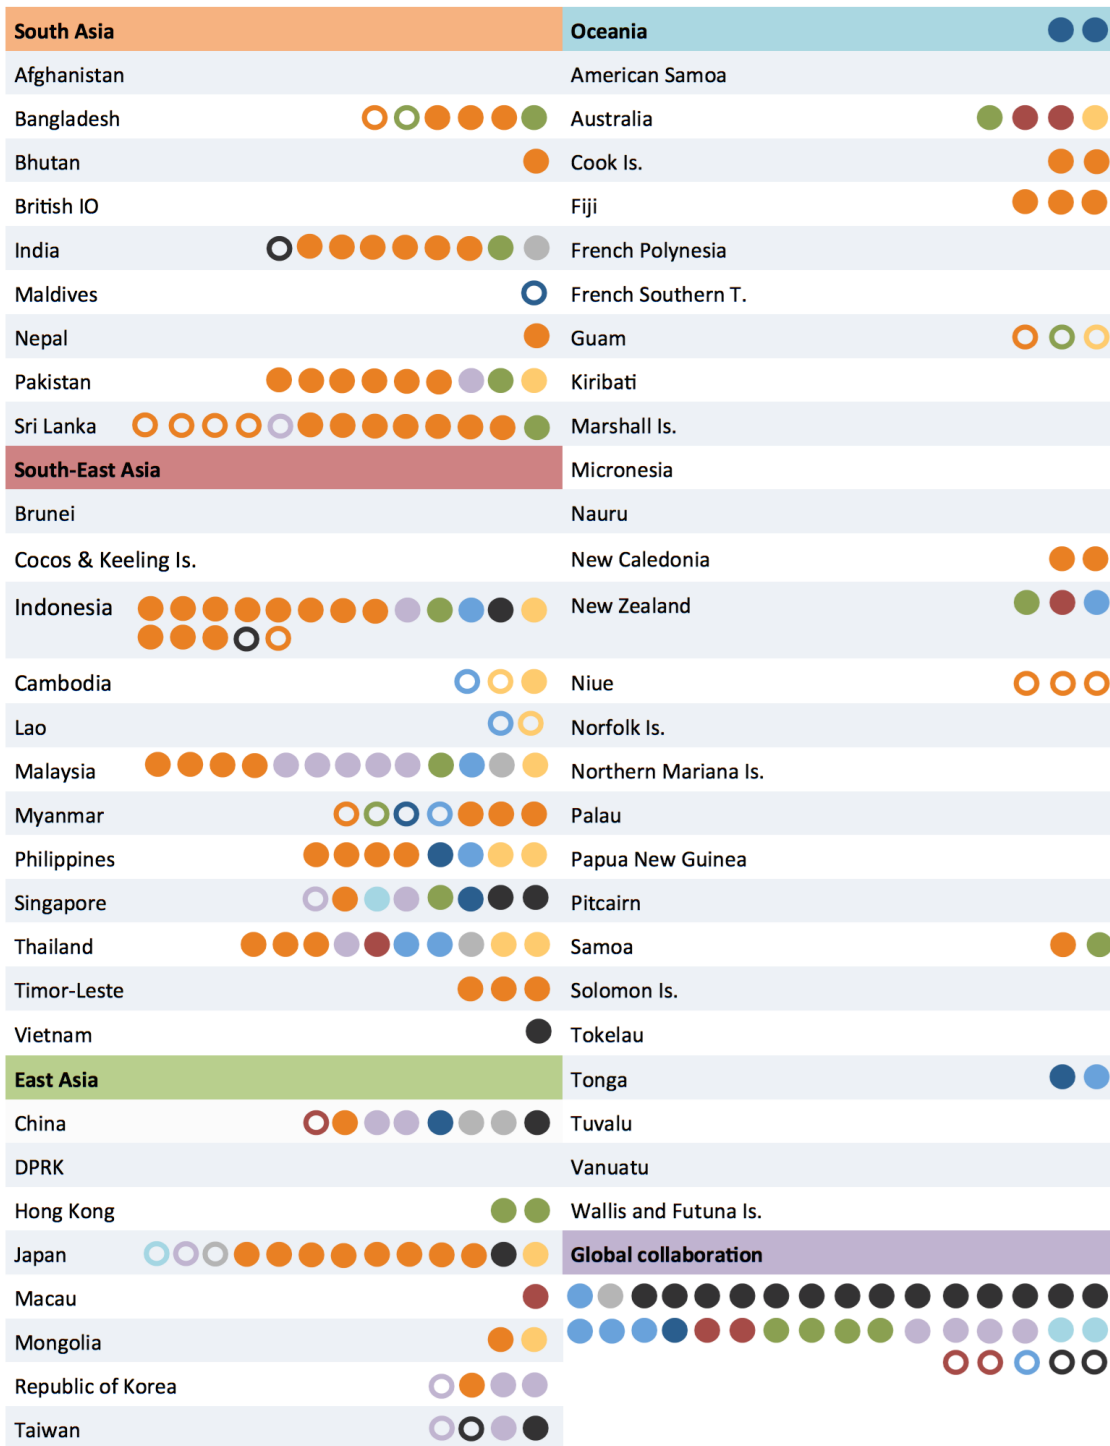 South Asia
Afghanistan
Bangladesh
Bhutan
British IO
India
Maldives
Nepal
Pakistan
Sri Lanka
South-East Asia
Brunei
Cocos & Keeling Is.
Indonesia
Cambodia
Lao
Malaysia
Myanmar
Philippines
Singapore
Thailand
Timor-Leste
Vietnam
East Asia
China
DPRK
Hong Kong
Japan
Macau
Mongolia
Republic of Korea
Taiwan
Oceania
American Samoa
Australia
Cook Is.
Fiji
French Polynesia
French Southern T.
Guam
Kiribati
Marshall Is.
Micronesia
Nauru
New Caledonia
New Zealand
Niue
Norfolk Is.
Northern Mariana Is.
Palau
Papua New Guinea
Pitcairn
Samoa
Solomon Is.
Tokelau
Tonga
Tuvalu
Vanuatu
Wallis and Futuna Is.
Global collaboration